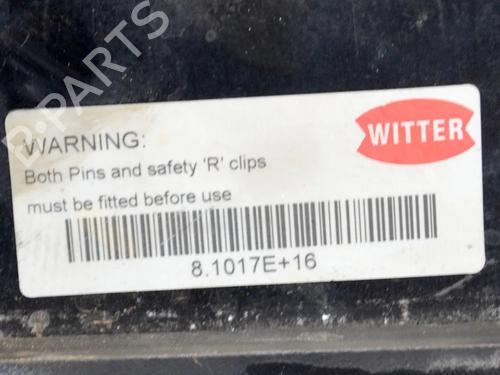 B-PARTS
WITTER
WARNING:
Both Pins and safety 'R' clips
must be fitted before use
8.1017E+16